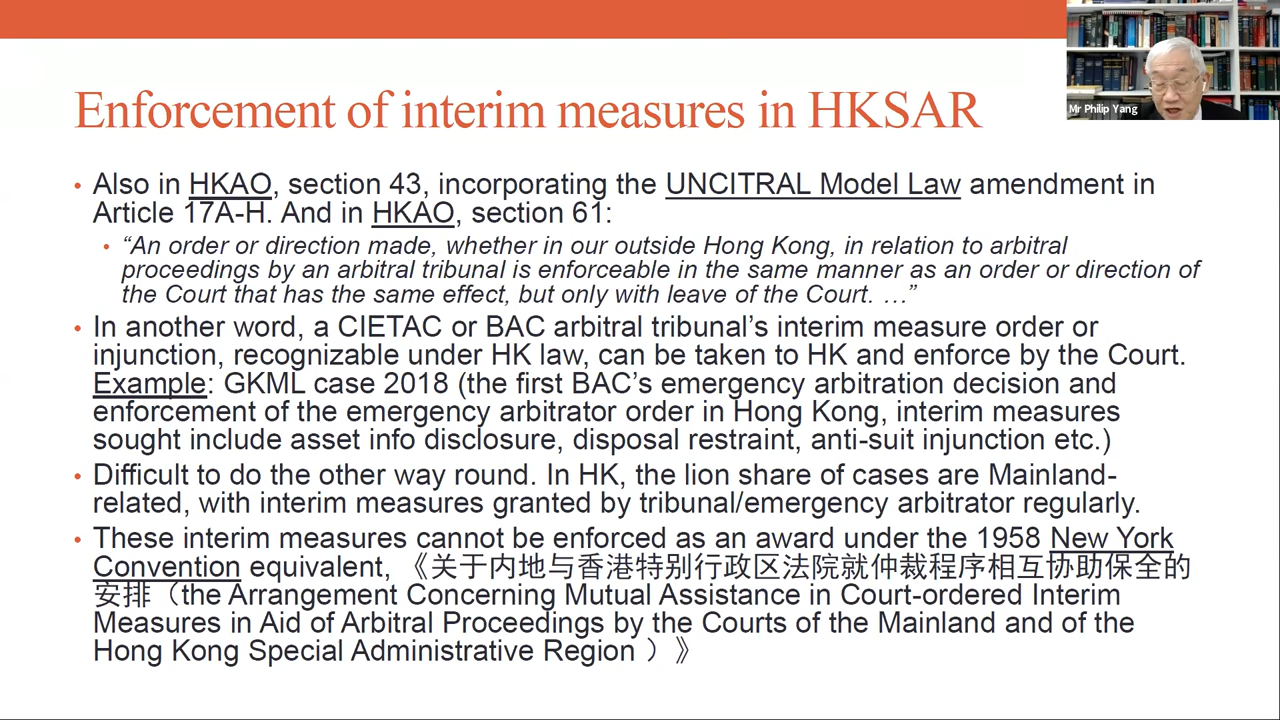 Mr Philip Yang
Enforcement of interim measures in HKSAR
• Also in HKAO, section 43, incorporating the UNCITRAL Model Law amendment in
Article 17A-H. And in HKAO, section 61:
• “An order or direction made, whether in our outside Hong Kong, in relation to arbitral
proceedings by an arbitral tribunal is enforceable in the same manner as an order or direction of
the Court that has the same effect, but only with leave of the Court. …”
• In another word, a CIETAC or BAC arbitral tribunal’s interim measure order or
injunction, recognizable under HK law, can be taken to HK and enforce by the Court.
Example: GKML case 2018 (the first BAC’s emergency arbitration decision and
enforcement of the emergency arbitrator order in Hong Kong, interim measures
sought include asset info disclosure, disposal restraint, anti-suit injunction etc.)
• Difficult to do the other way round. In HK, the lion share of cases are Mainland-
related, with interim measures granted by tribunal/emergency arbitrator regularly.
• These interim measures cannot be enforced as an award under the 1958 New York
Convention equivalent, 《关于内地与香港特别行政区法院就仲裁程序相互协助保全的
安排（the Arrangement Concerning Mutual Assistance in Court-ordered Interim
Measures in Aid of Arbitral Proceedings by the Courts of the Mainland and of the
Hong Kong Special Administrative Region ）》